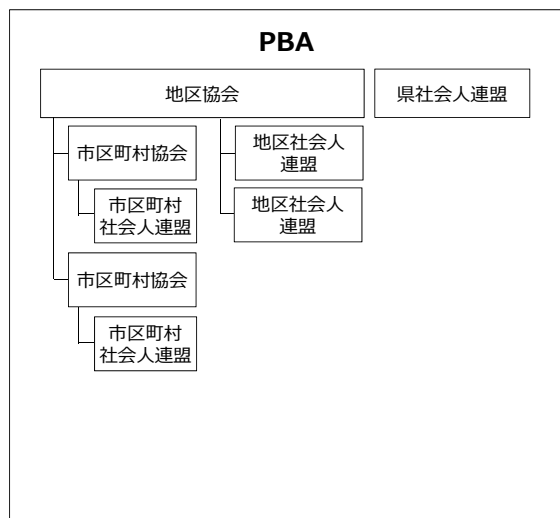 PBA
地区協会
県社会人連盟
市区町村協会
市区町村
社会人連盟
市区町村協会
市区町村
社会人連盟
地区社会人
連盟
地区社会人
連盟